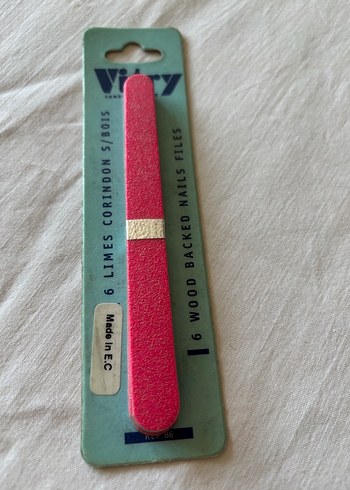 Vitry
6 LIMES CORINDON S/BOIS
6 WOOD BACKED NAILS FILES
Made in E.C